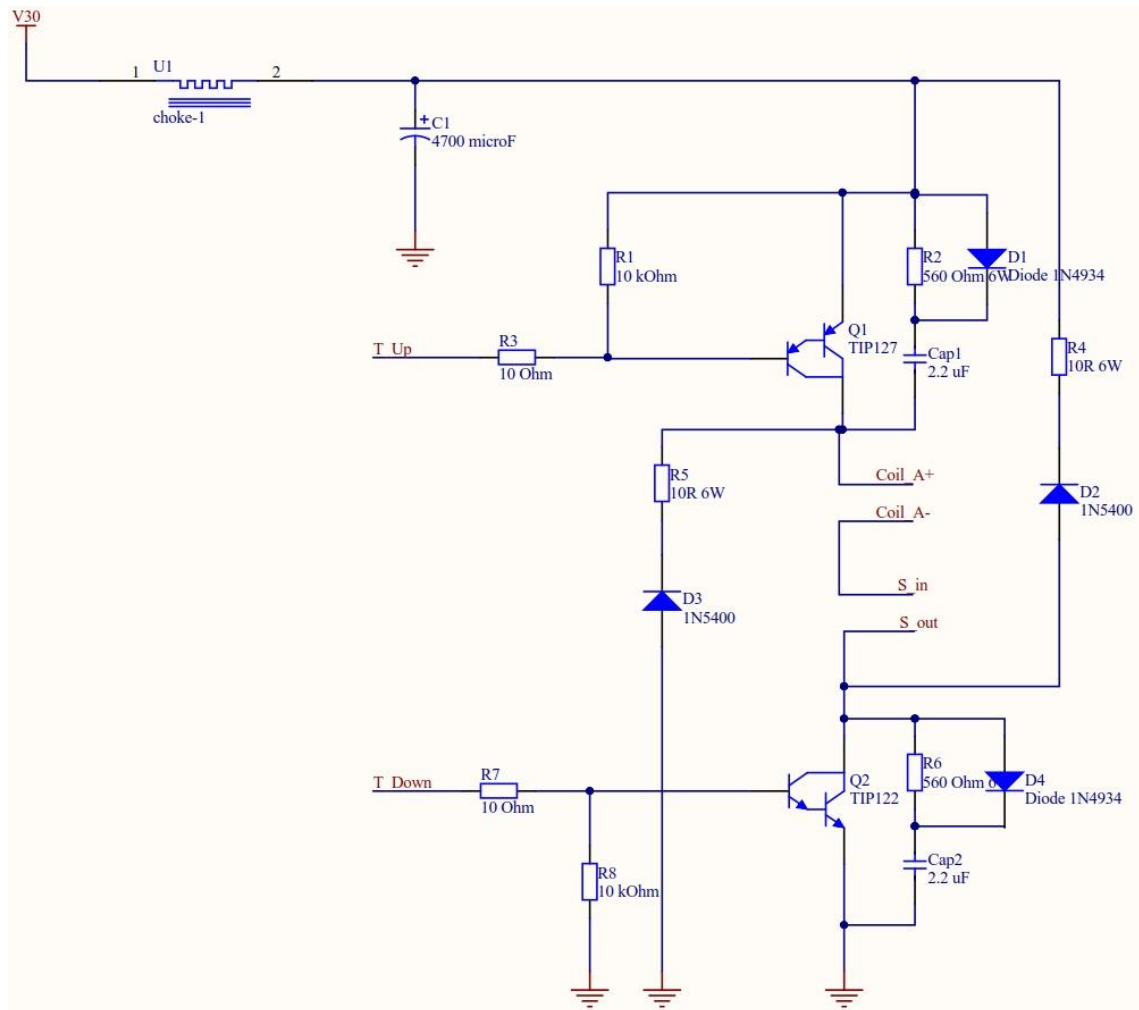 V30
1
U1
2
choke-1
C1
4700 microF
R1
10 kOhm
R2
560 Ohm 6W
D1
Diode 1N4934
T_Up
R3
10 Ohm
Q1
TIP127
Cap1
2.2 uF
R4
10R 6W
R5
10R 6W
Coil_A+
Coil_A-
D2
1N5400
S_in
D3
1N5400
S_out
T_Down
R7
10 Ohm
Q2
TIP122
R6
560 Ohm 6
D4
Diode 1N4934
R8
10 kOhm
Cap2
2.2 uF